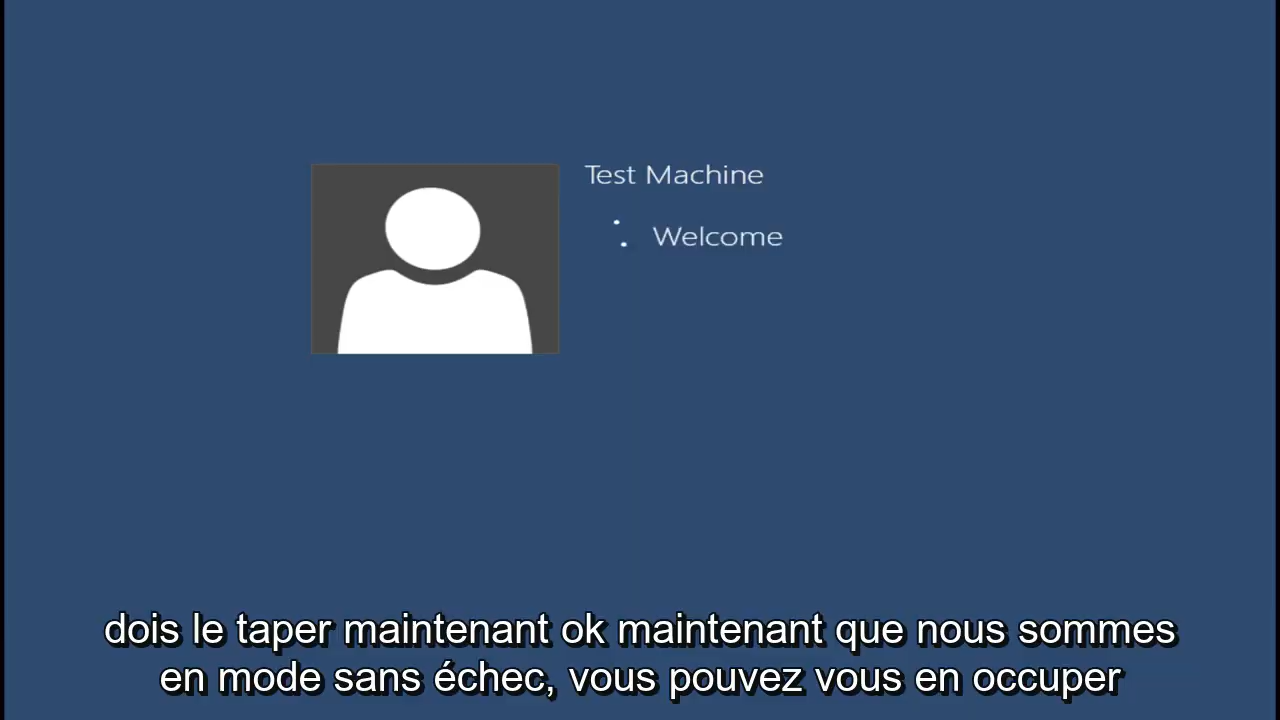 Test Machine
Welcome
dois le taper maintenant ok maintenant que nous sommes
en mode sans échec, vous pouvez vous en occuper